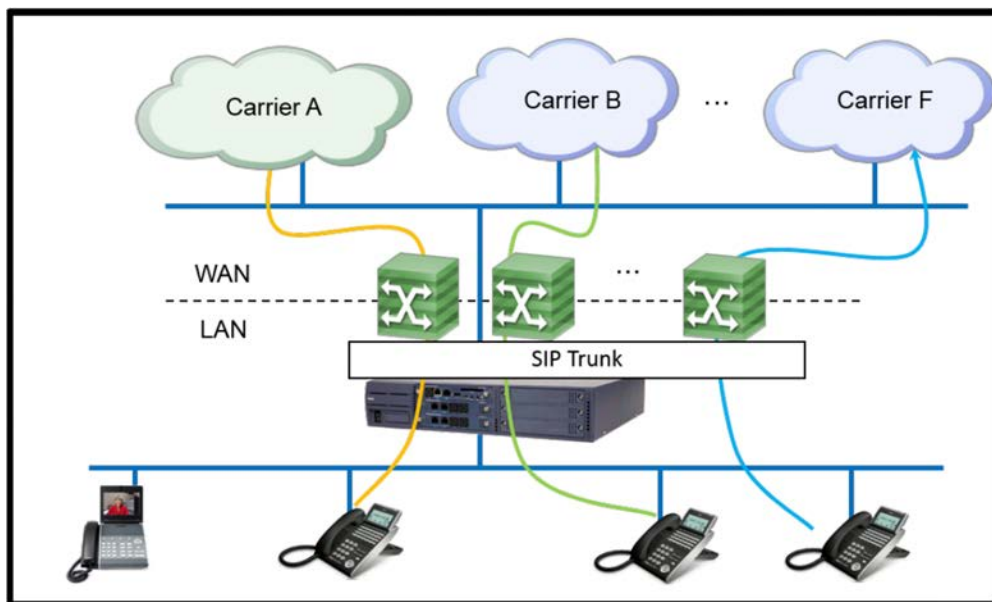 Carrier A
Carrier B
...
Carrier F
WAN
...
LAN
SIP Trunk